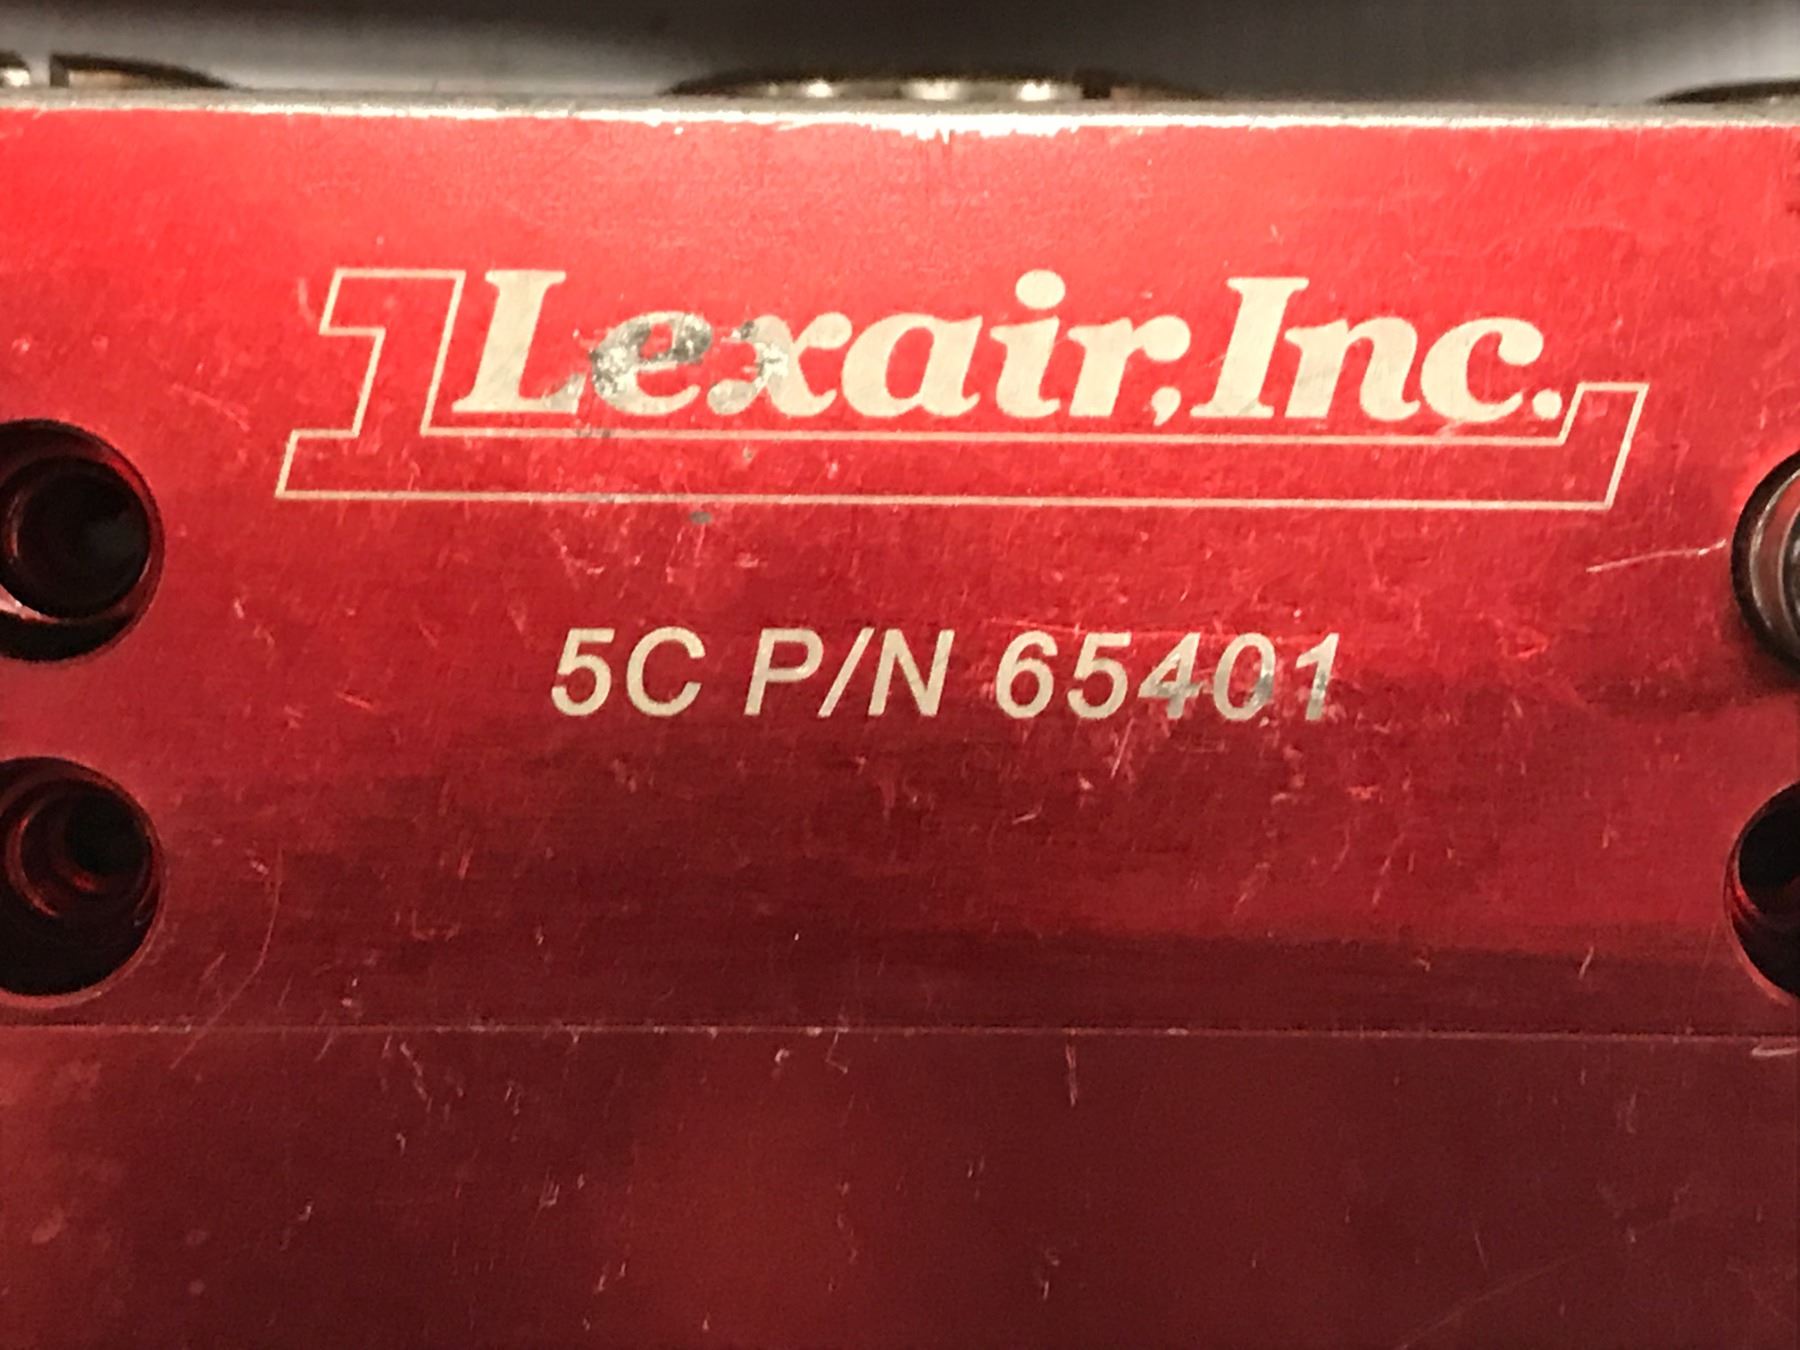 Lexair, Inc.
5C P/N 65401